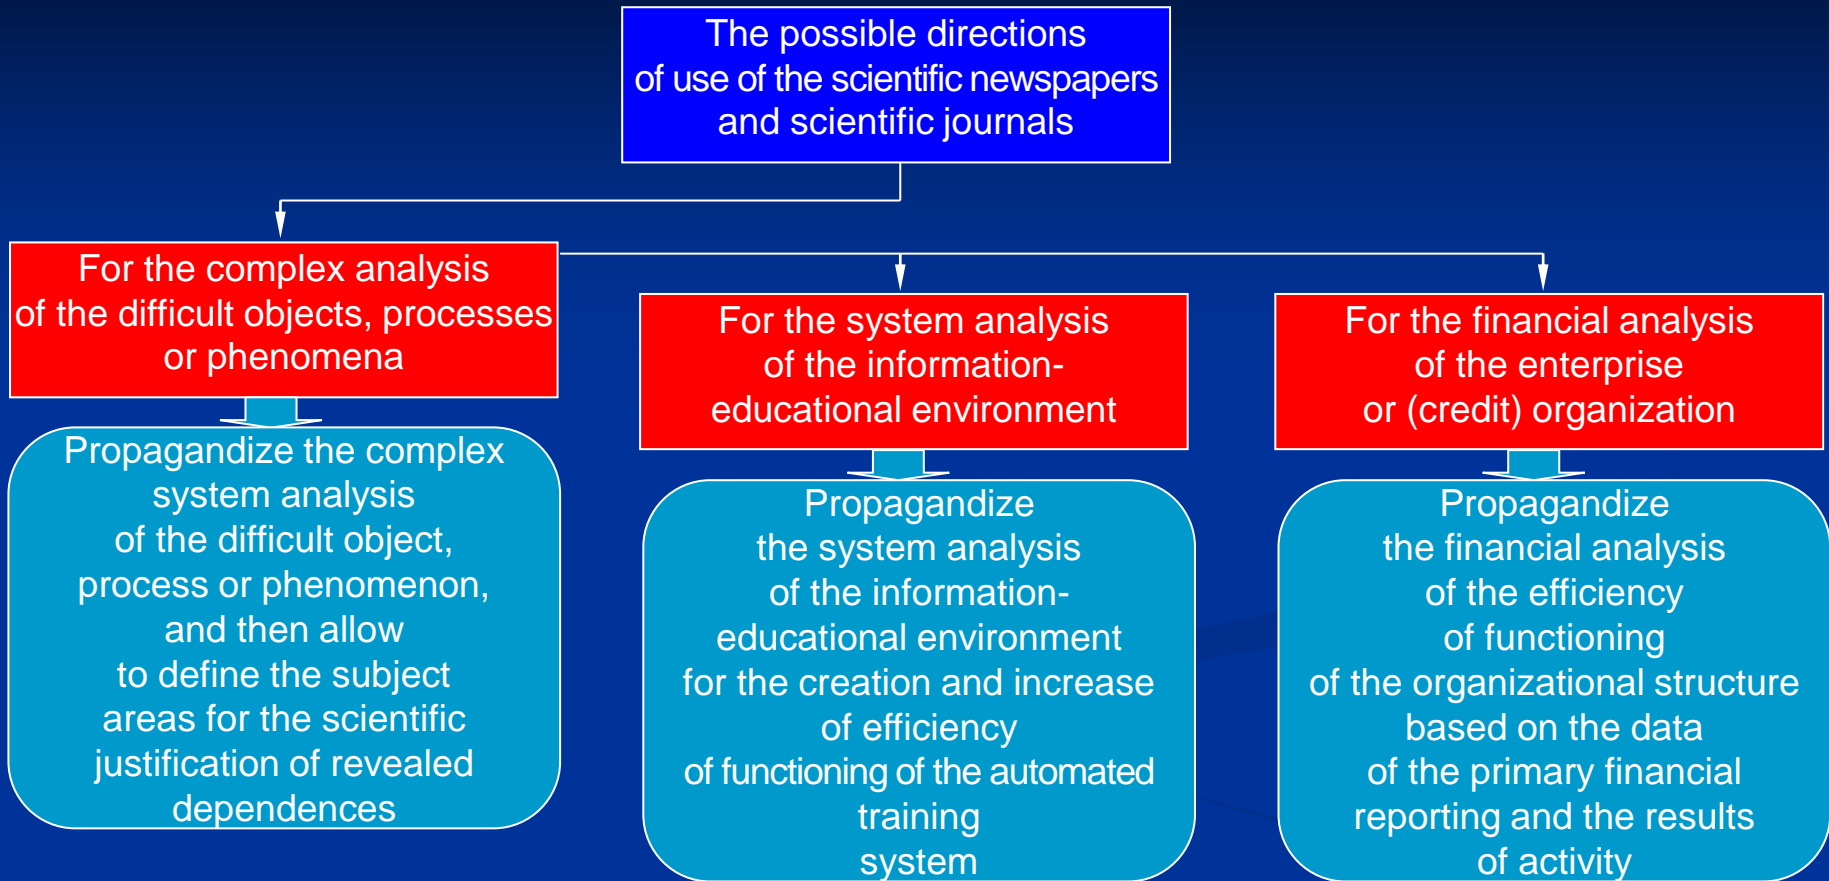 The possible directions
of use of the scientific newspapers
and scientific journals
For the complex analysis
of the difficult objects, processes
or phenomena
For the system analysis
of the information-
educational environment
For the financial analysis
of the enterprise
or (credit) organization
Propagandize the complex
system analysis
of the difficult object,
process or phenomenon,
and then allow
to define the subject
areas for the scientific
justification of revealed
dependences
Propagandize
the system analysis
of the information-
educational environment
for the creation and increase
of efficiency
of functioning of the automated
training
system
Propagandize
the financial analysis
of the efficiency
of functioning
of the organizational structure
based on the data
of the primary financial
reporting and the results
of activity